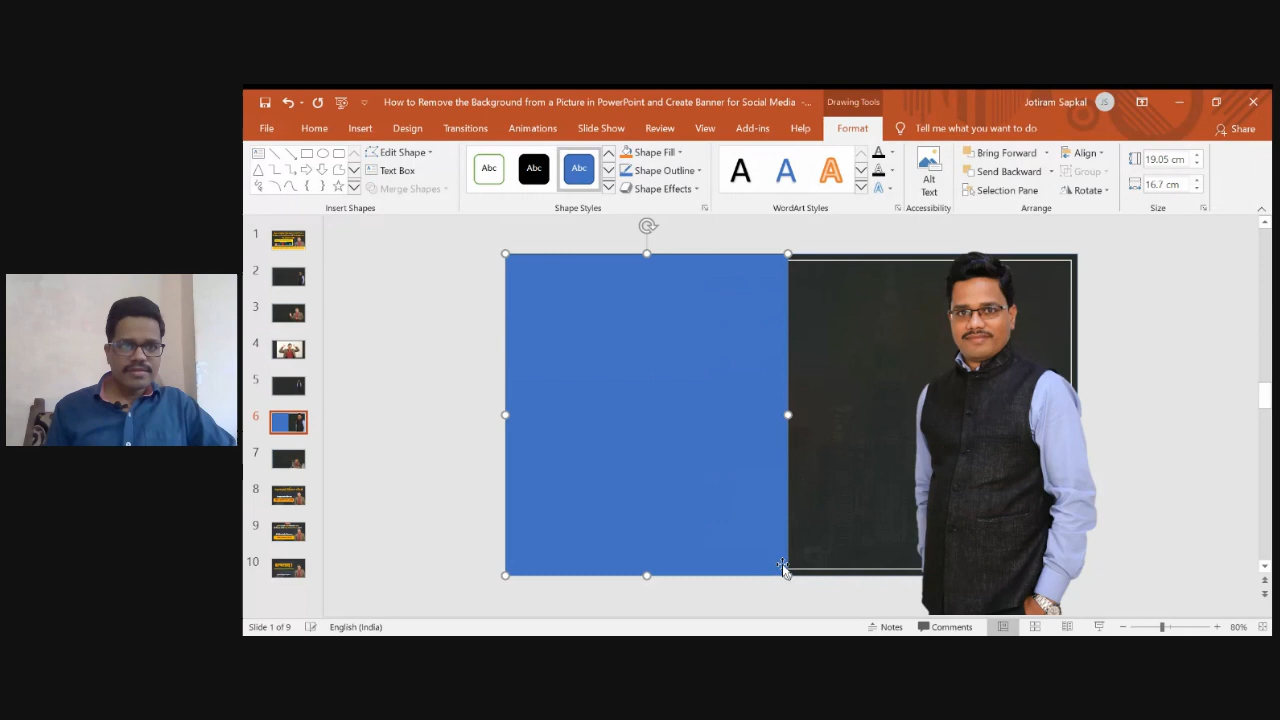 How to Remove the Background from a Picture in PowerPoint and Create Banner for Social Media -...
Drawing Tools
Jotiram Sapkal
JS
File Home Insert Design Transitions Animations Slide Show Review View Add-ins Help Format Tell me what you want to do Share
Edit Shape
Text Box
Merge Shapes
Insert Shapes
Abc Abc Abc
Shape Fill
Shape Outline
Shape Effects
Shape Styles
A A A
A
A
A
WordArt Styles
Alt
Text
Accessibility
Bring Forward
Send Backward
Selection Pane
Align
Group
Rotate
Arrange
19.05 cm
16.7 cm
Size
1
2
3
4
5
6
7
8
9
10
Slide 1 of 9 English (India) Notes Comments 80%